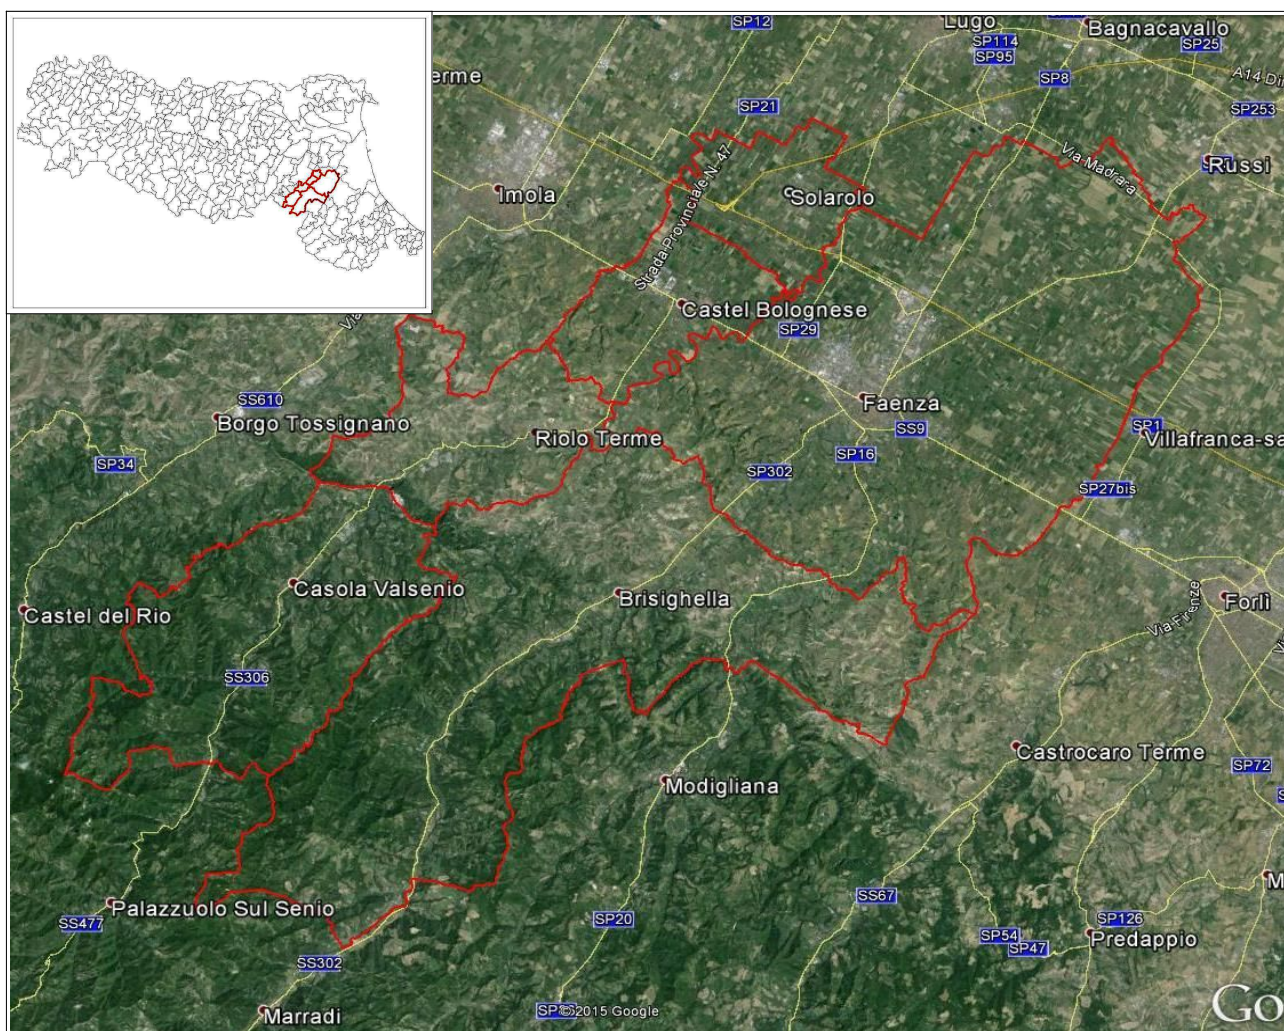 SP12
Lugo
Bagnacavallo
SP114
SP25
SP95
erme
SP8
A14 Di
SP21
SP253
Via Madrara
Russi
Imola
Solarolo
Strada Provinciale N. 47
Castel Bolognese
SP29
Via
SS610
Borgo Tossignano
Faenza
SS9
SP1
Villafranca-sa
Riolo Terme
SP34
SP302
SP16
SP27bis
Casola Valsenio
Brisighella
Castel del Rio
Forlì
Via Firenze
SS306
Castrocaro Terme
SP72
Modigliana
SS67
Palazzuolo Sul Senio
SS477
SP20
SP126
SP54
SP47
Predappio
SS302
M
Marradi
©2015 Google
Go